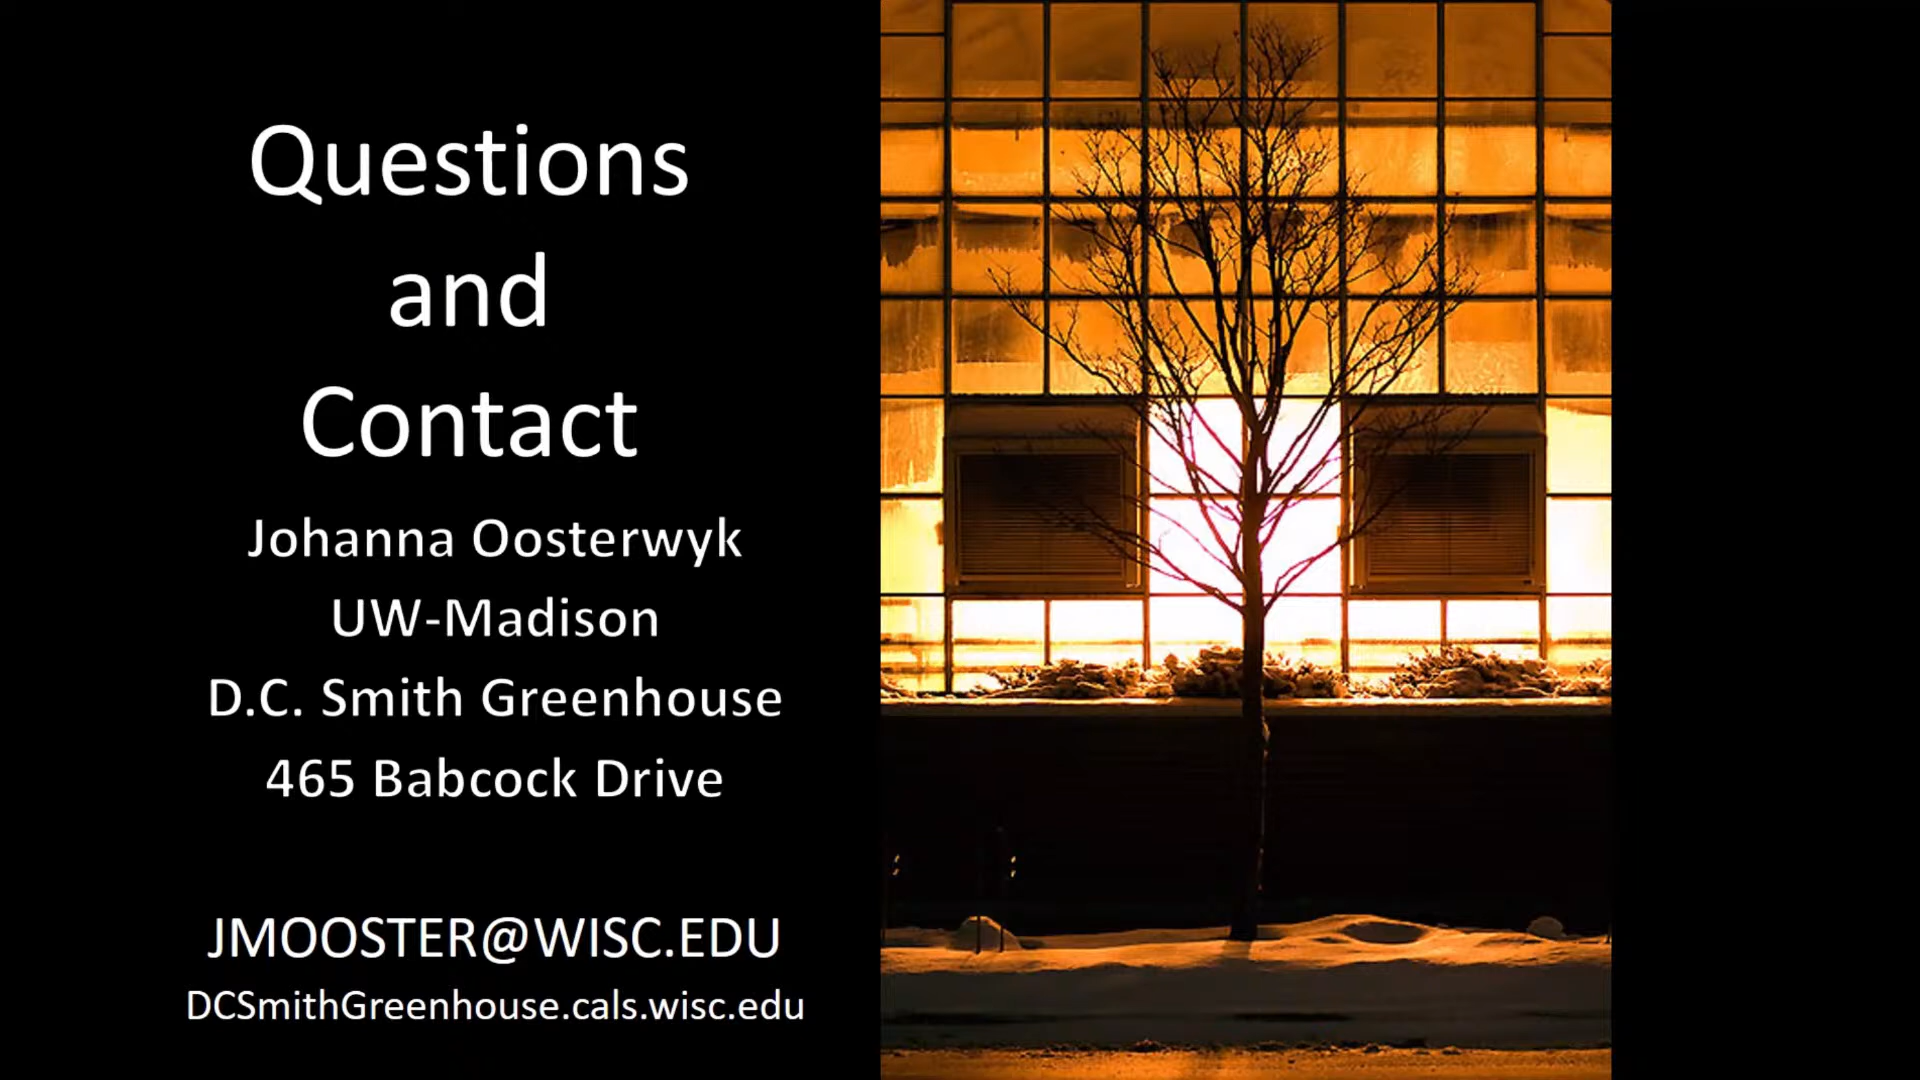 Questions
and
Contact
Johanna Oosterwyk
UW-Madison
D.C. Smith Greenhouse
465 Babcock Drive
JMOOSTER@WISC.EDU
DCSmithGreenhouse.cals.wisc.edu